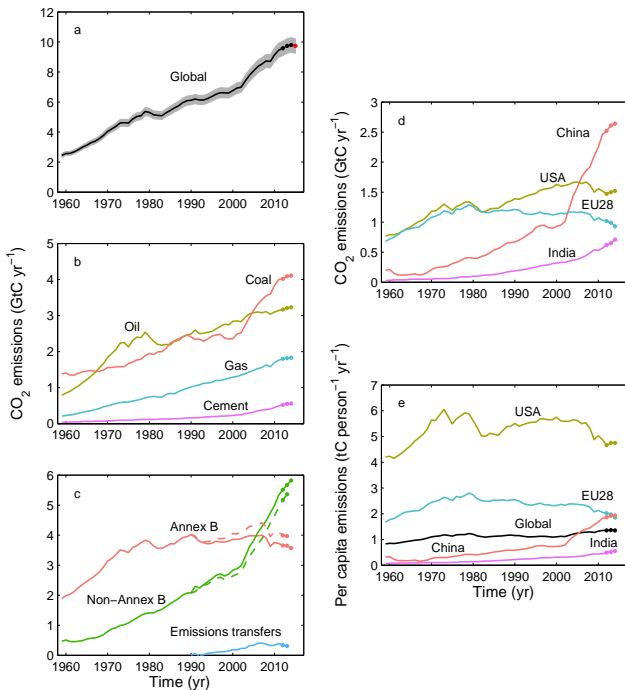 a
Global
12
10
8
6
4
2
0
1960 1970 1980 1990 2000 2010
b
Coal
Oil
Gas
Cement
5
4
3
2
1
0
1960 1970 1980 1990 2000 2010
CO2 emissions (GtC yr−1)
c
Annex B
Non−Annex B
Emissions transfers
6
5
4
3
2
1
0
1960 1970 1980 1990 2000 2010
Time (yr)
d
China
USA
EU28
India
3
2.5
2
1.5
1
0.5
0
1960 1970 1980 1990 2000 2010
CO2 emissions (GtC yr−1)
e
USA
EU28
Global
India
China
7
6
5
4
3
2
1
0
1960 1970 1980 1990 2000 2010
Time (yr)
Per capita emissions (tC person−1 yr−1)